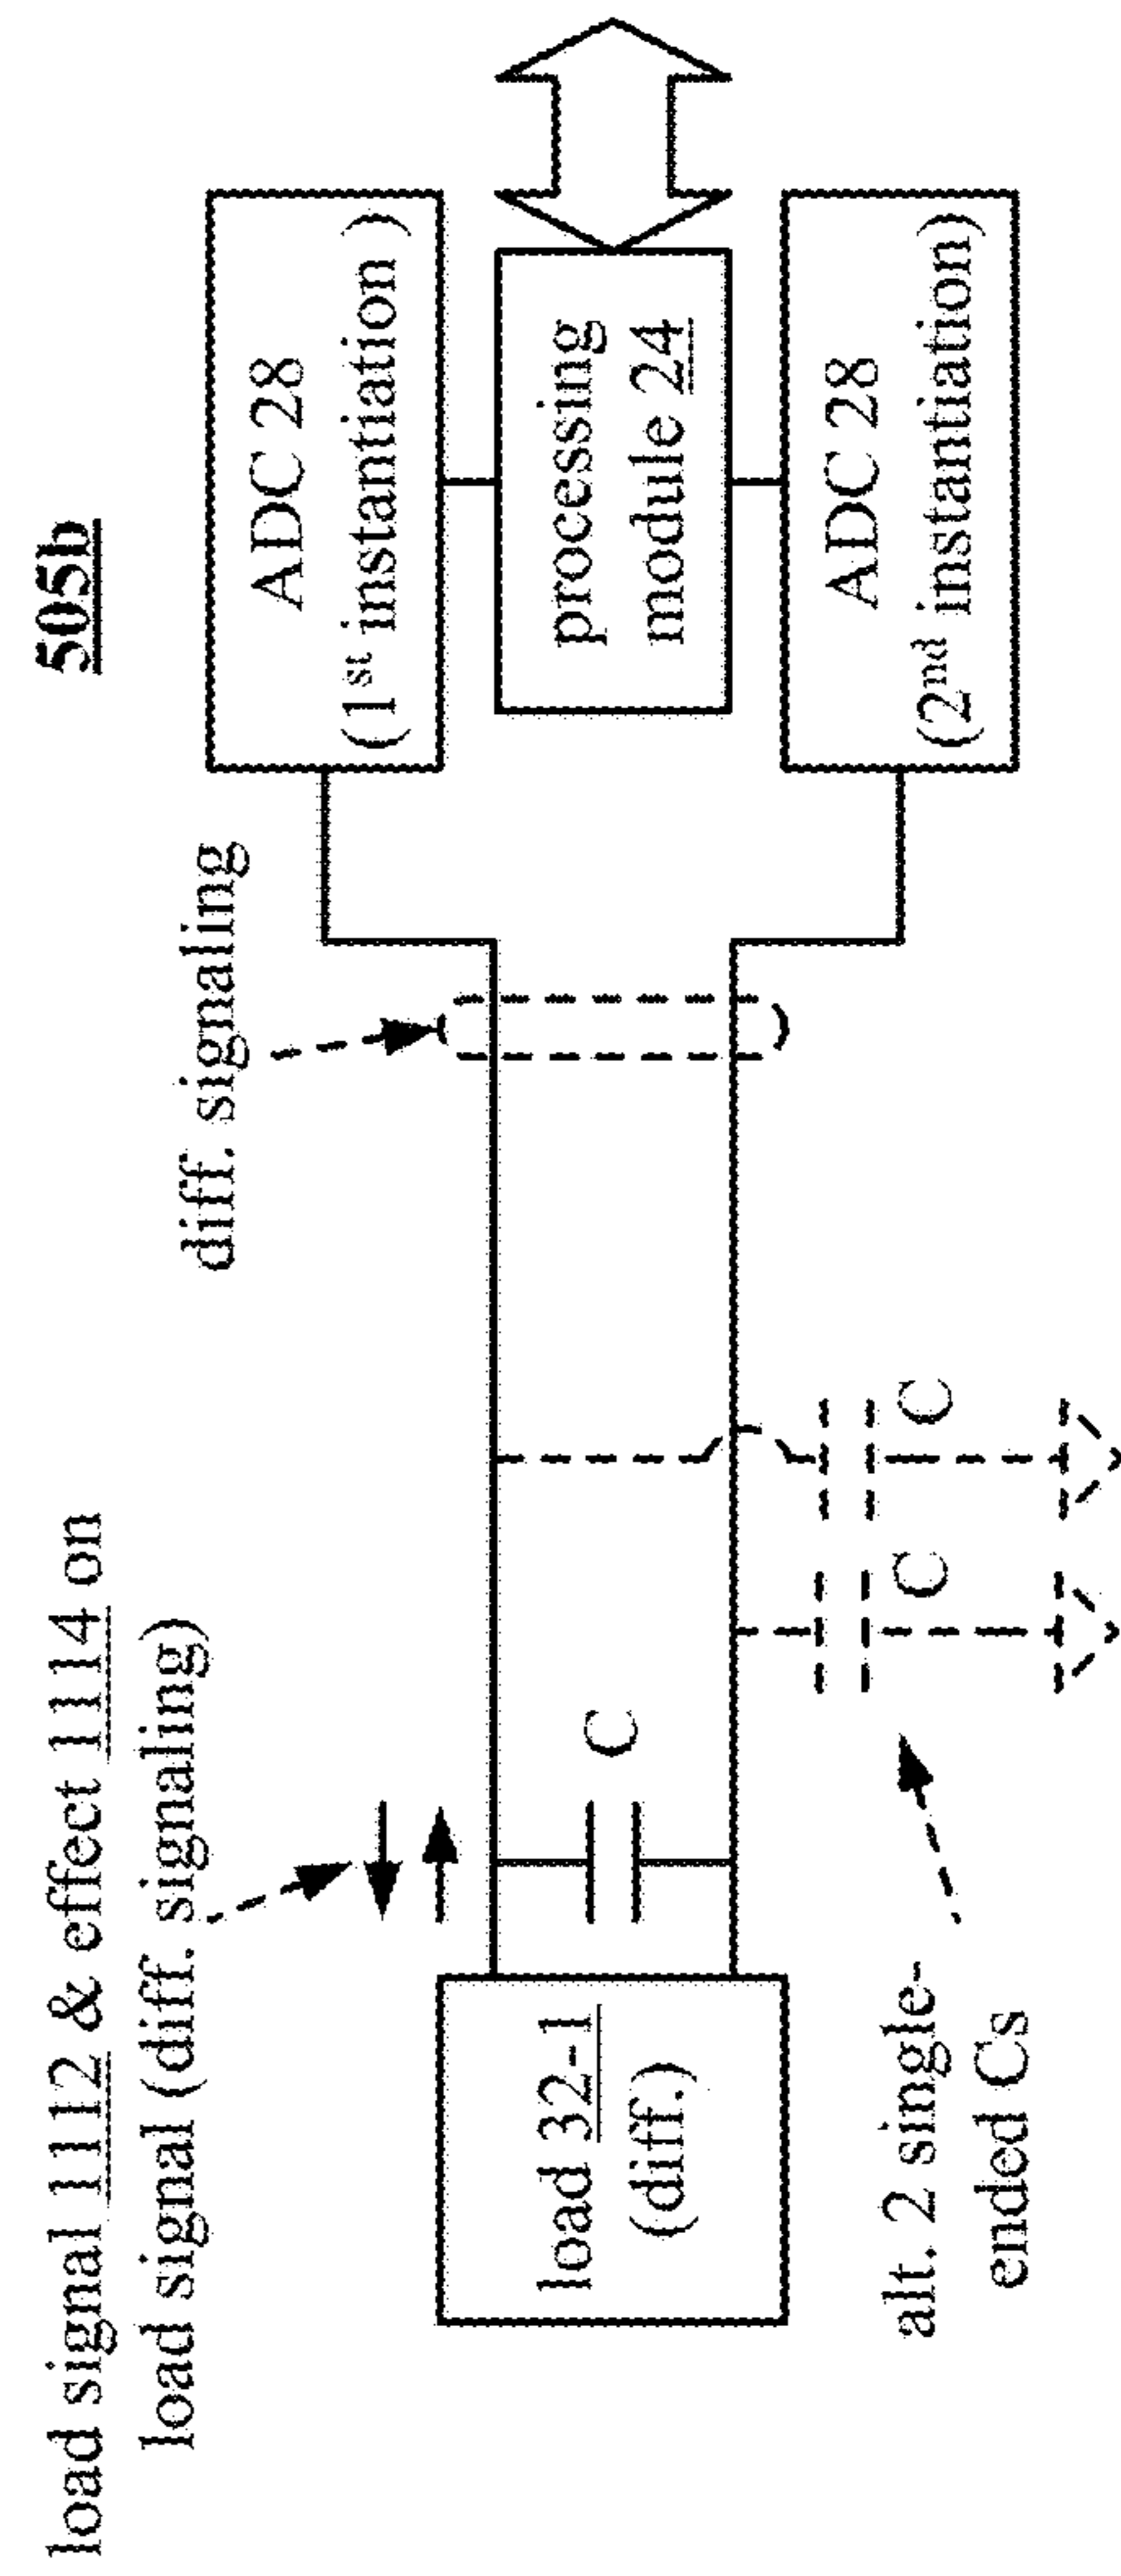 505b
load signal 1112 & effect 1114 on
load signal (diff. signaling)
diff. signaling
ADC 28
(1st instantiation )
load 32-1
(diff.)
C
processing
module 24
C
C
alt. 2 single-
ended Cs
ADC 28
(2nd instantiation)